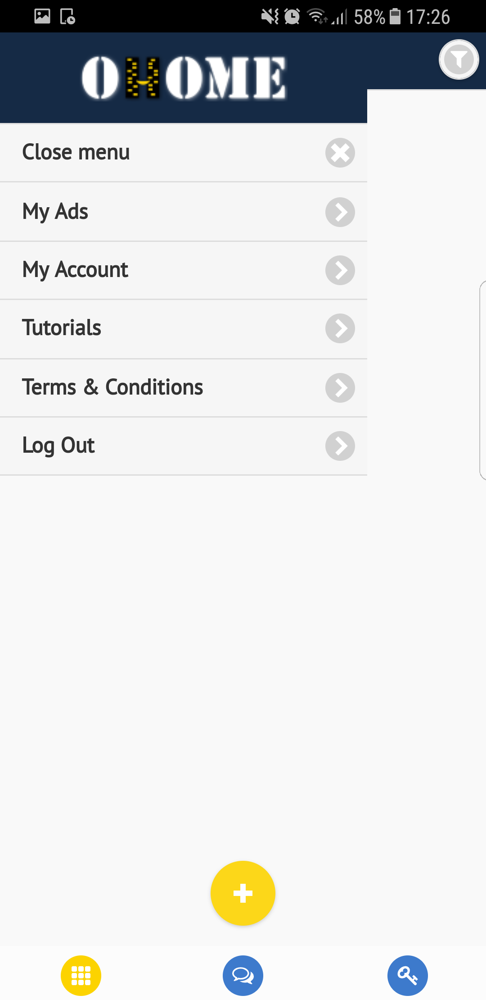 58% 17:26
OHOME
Close menu
My Ads
My Account
Tutorials
Terms & Conditions
Log Out